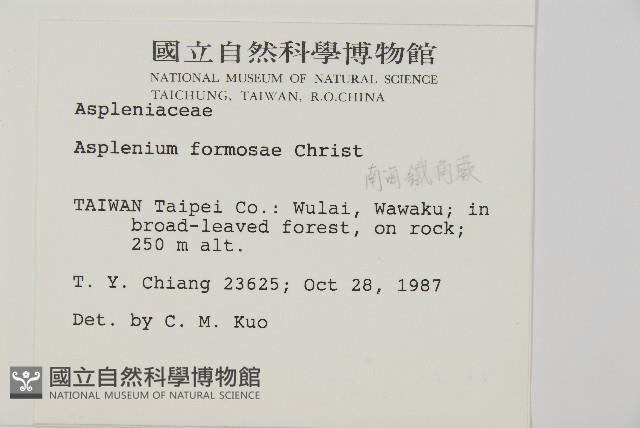 國立自然科學博物館
NATIONAL MUSEUM OF NATURAL SCIENCE
TAICHUNG, TAIWAN, R.O.CHINA
Aspleniaceae
Asplenium formosae Christ
南海鐵角蕨
TAIWAN Taipei Co.: Wulai, Wawaku; in
broad-leaved forest, on rock;
250 m alt.
T. Y. Chiang 23625; Oct 28, 1987
Det. by C. M. Kuo
國立自然科學博物館
NATIONAL MUSEUM OF NATURAL SCIENCE